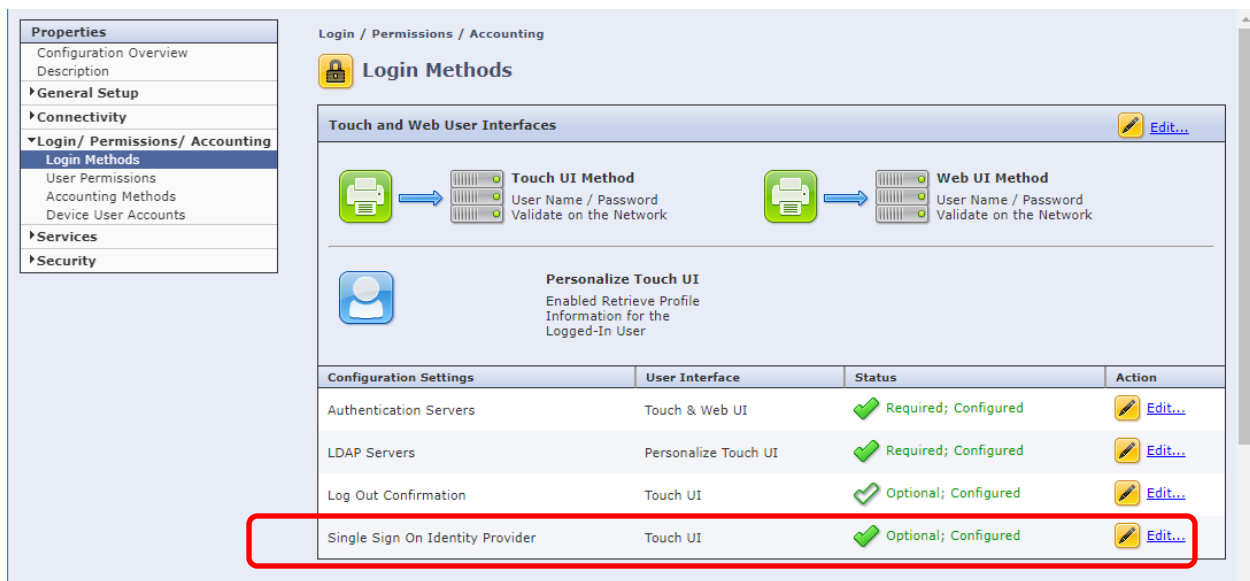 Properties
Configuration Overview
Description
General Setup
Connectivity
Login/ Permissions/ Accounting
Login Methods
User Permissions
Accounting Methods
Device User Accounts
Services
Security
Login / Permissions / Accounting
Login Methods
Touch and Web User Interfaces
Edit...
Touch UI Method
User Name / Password
Validate on the Network
Web UI Method
User Name / Password
Validate on the Network
Personalize Touch UI
Enabled Retrieve Profile
Information for the
Logged-In User
Configuration Settings User Interface Status Action
Authentication Servers Touch & Web UI Required; Configured Edit...
LDAP Servers Personalize Touch UI Required; Configured Edit...
Log Out Confirmation Touch UI Optional; Configured Edit...
Single Sign On Identity Provider Touch UI Optional; Configured Edit...